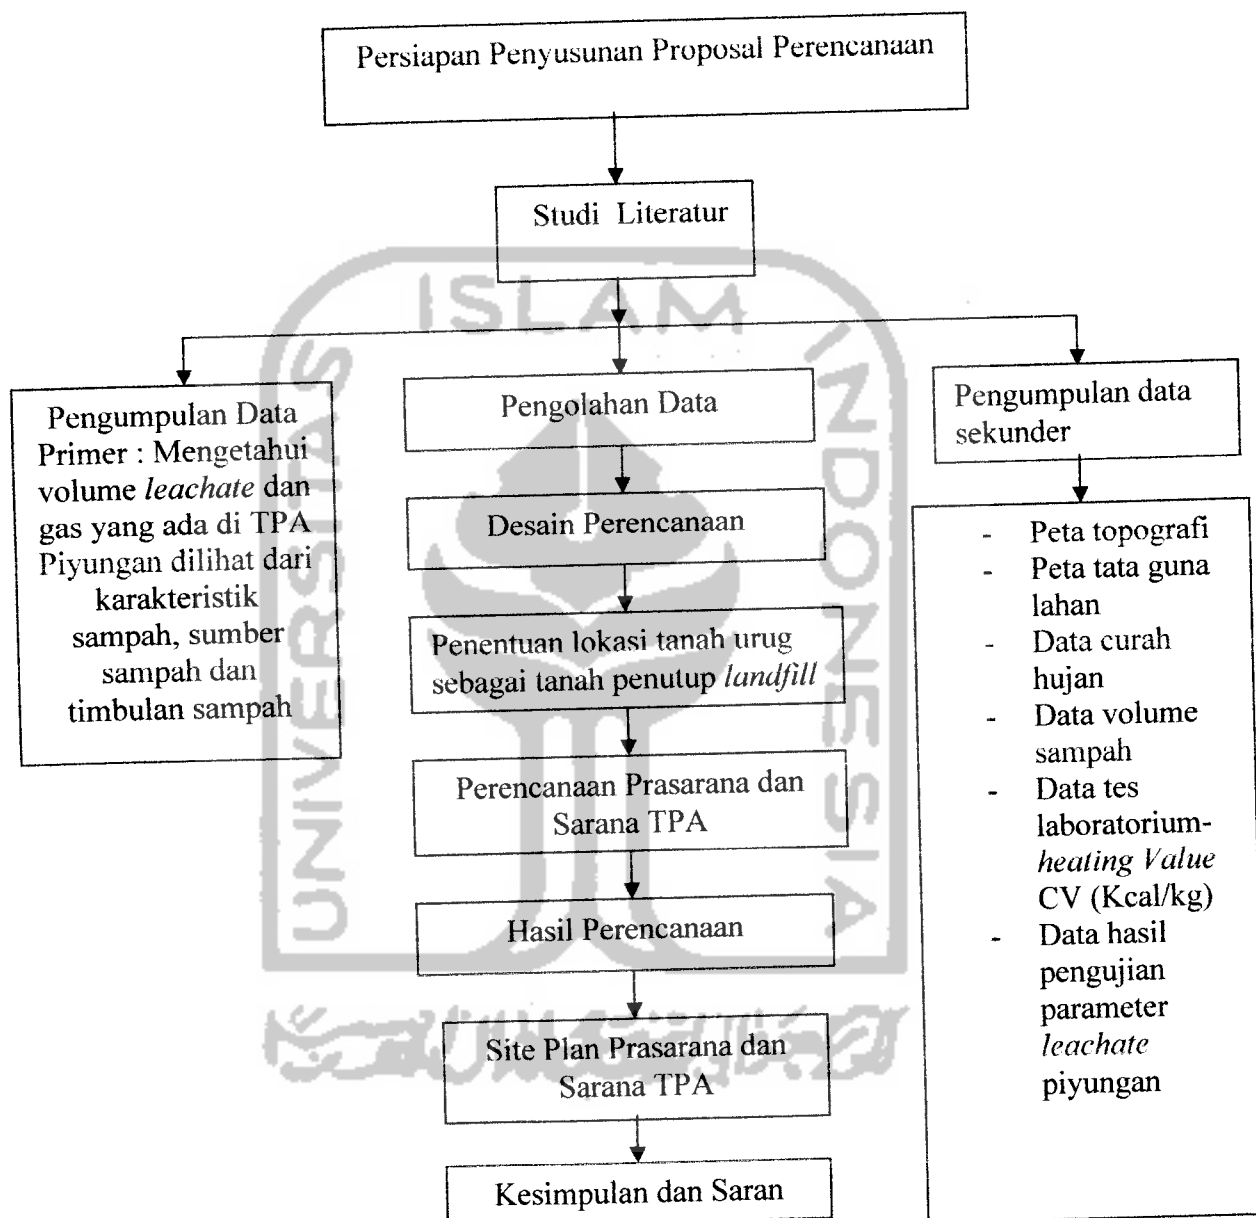 Persiapan Penyusunan Proposal Perencanaan
Studi Literatur
Pengumpulan Data
Primer : Mengetahui
volume leachate dan
gas yang ada di TPA
Piyungan dilihat dari
karakteristik
sampah, sumber
sampah dan
timbulan sampah
Pengolahan Data
Desain Perencanaan
Penentuan lokasi tanah urug
sebagai tanah penutup landfill
Perencanaan Prasarana dan
Sarana TPA
Hasil Perencanaan
Site Plan Prasarana dan
Sarana TPA
Kesimpulan dan Saran
Pengumpulan data
sekunder
- Peta topografi
- Peta tata guna
lahan
- Data curah
hujan
- Data volume
sampah
- Data tes
laboratorium-
heating Value
CV (Kcal/kg)
- Data hasil
pengujian
parameter
leachate
piyungan
UNIVERSITAS
ISLAM
INDONESIA